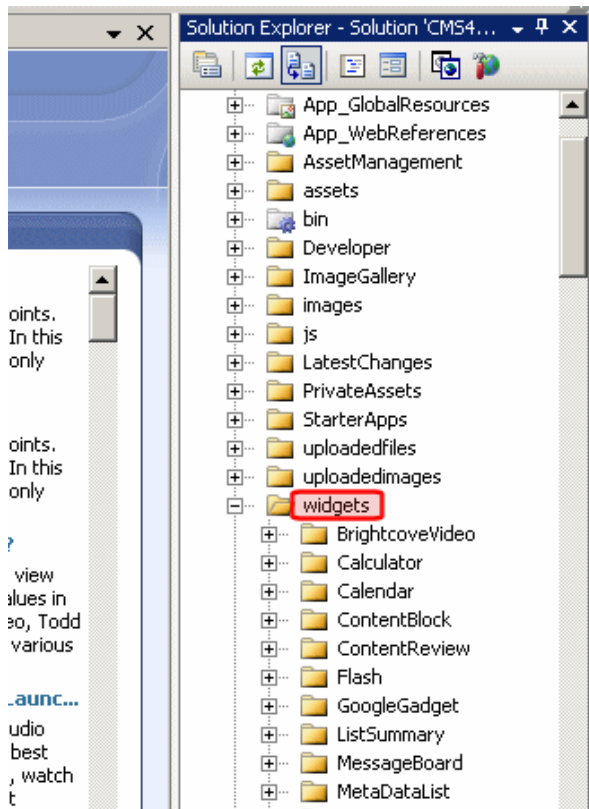 Solution Explorer - Solution 'CMS4...
App_GlobalResources
App_WebReferences
AssetManagement
assets
bin
Developer
ImageGallery
images
js
LatestChanges
PrivateAssets
StarterApps
uploadedfiles
uploadedimages
widgets
BrightcoveVideo
Calculator
Calendar
ContentBlock
ContentReview
Flash
GoogleGadget
ListSummary
MessageBoard
MetaDataList
oints.
In this
only
oints.
In this
only
?
view
alues in
eo, Todd
various
Launc...
udio
best
, watch
t